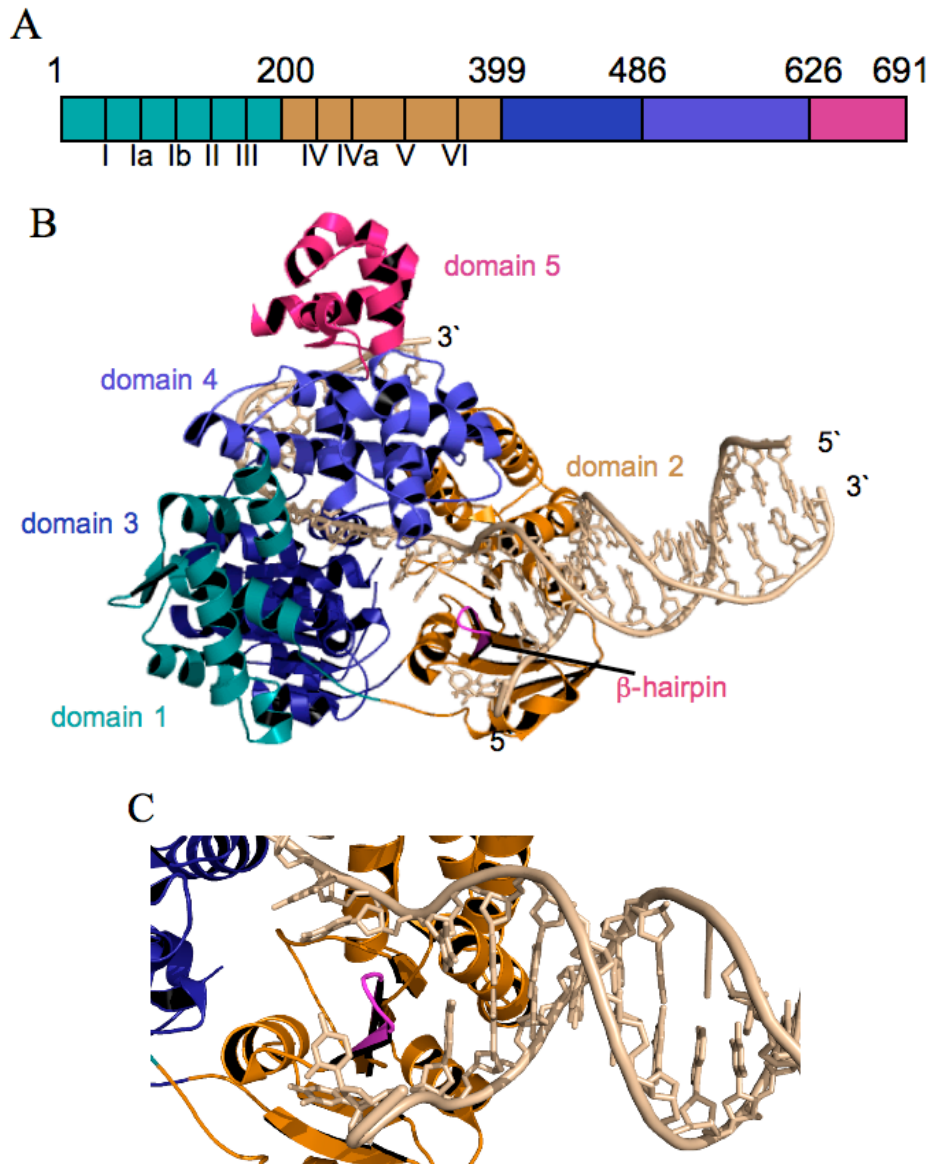 A
1 200 399 486 626 691
I Ia Ib II III IV IVa V VI
B
domain 5
3`
domain 4
domain 2
5`
3`
domain 3
β-hairpin
domain 1
5
C